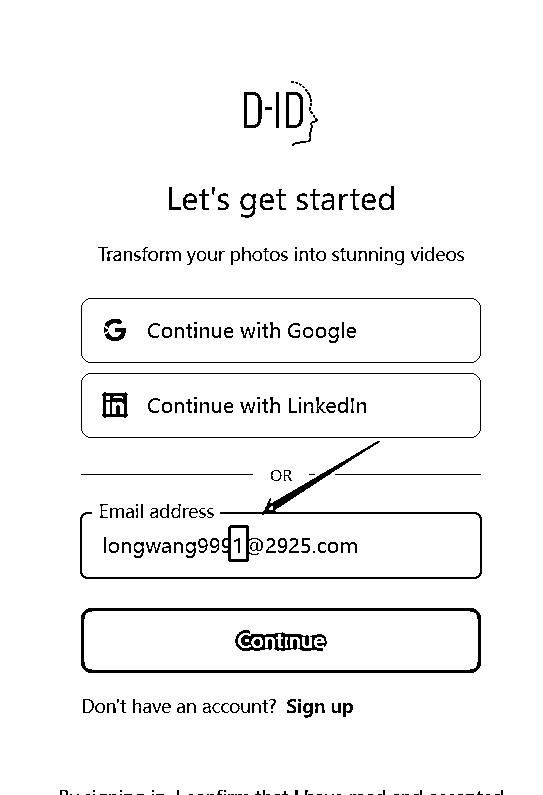 D-ID
Let's get started
Transform your photos into stunning videos
Continue with Google
Continue with LinkedIn
OR
Email address
longwang9991@2925.com
Continue
Don't have an account? Sign up
By signing in, I confirm that I have read and accepted